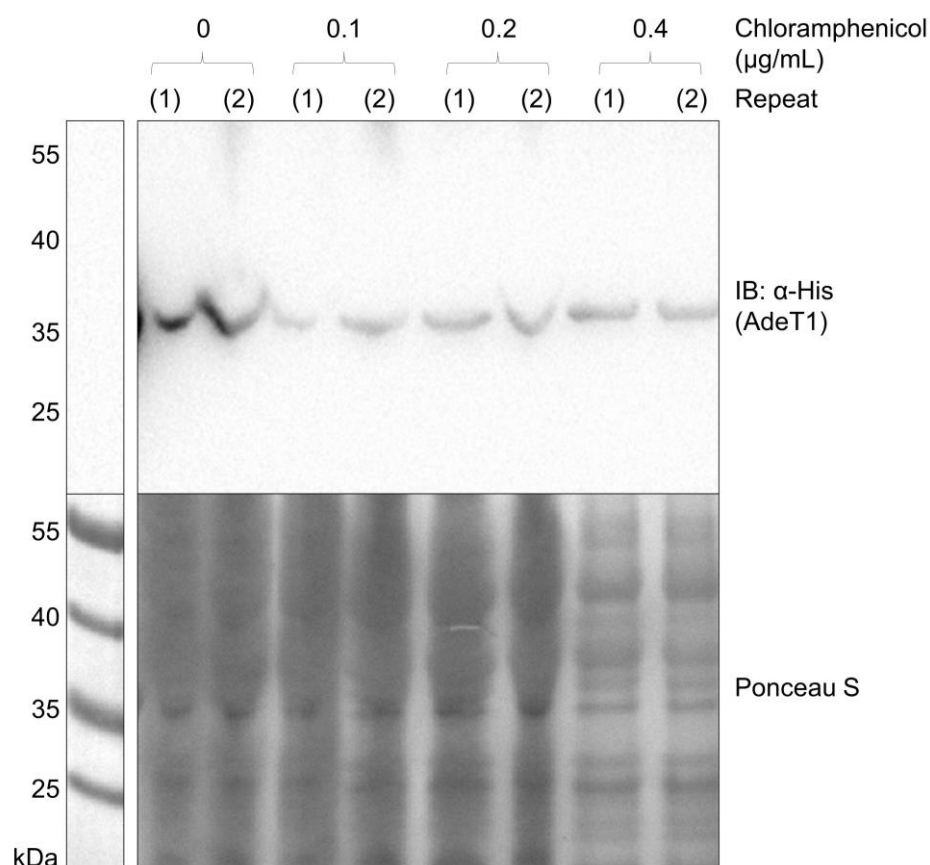 0 0.1 0.2 0.4 Chloramphenicol
(µg/mL)
(1) (2) (1) (2) (1) (2) (1) (2) Repeat
55
40
35
25
IB: α-His
(AdeT1)
55
40
35
25
kDa
Ponceau S